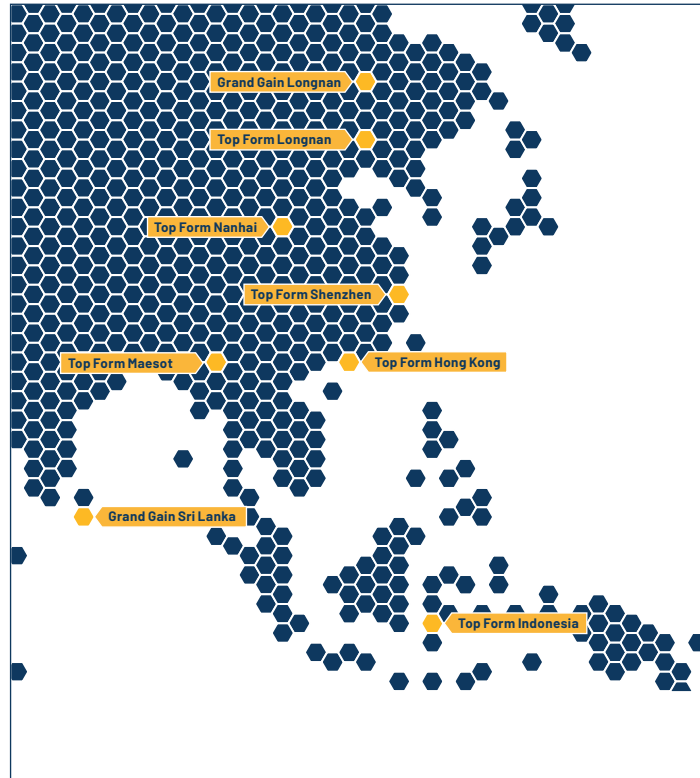 Grand Gain Longnan
Top Form Longnan
Top Form Nanhai
Top Form Shenzhen
Top Form Maesot
Top Form Hong Kong
Grand Gain Sri Lanka
Top Form Indonesia